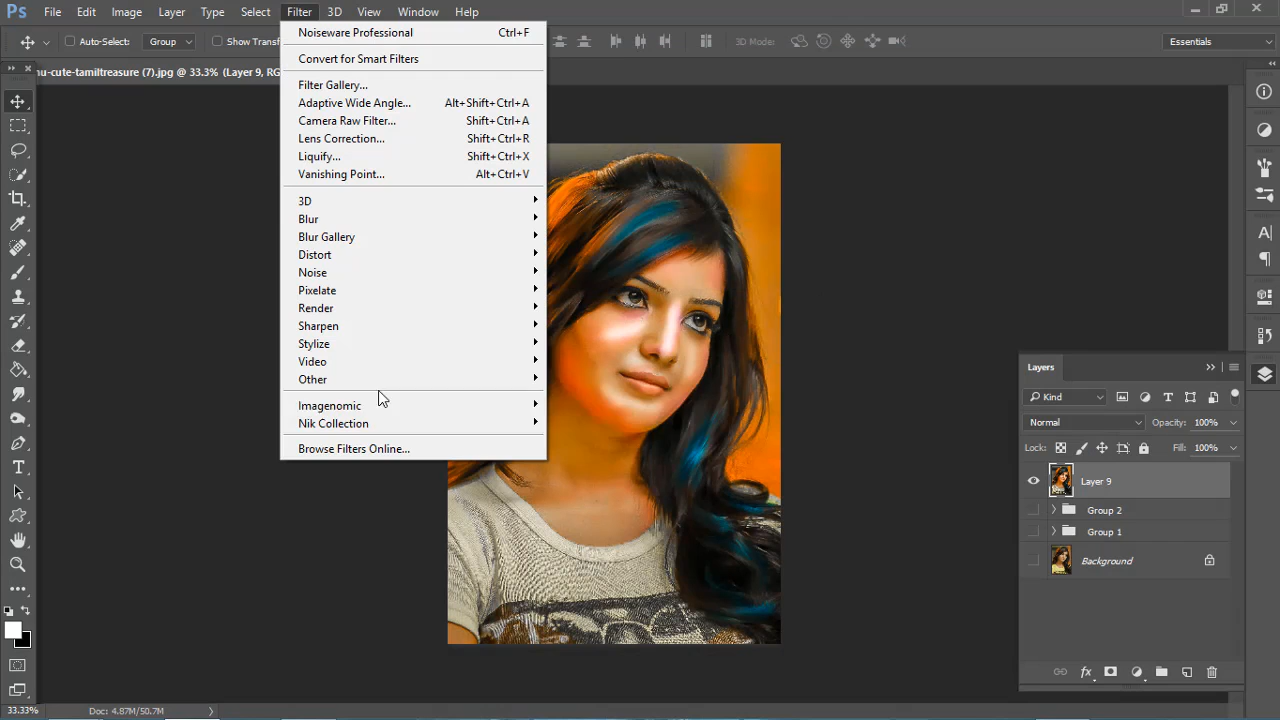 Ps File Edit Image Layer Type Select Filter 3D View Window Help
Auto-Select: Group Show Transf 3D Mode: Essentials
nu-cute-tamiltreasure (7).jpg @ 33.3% (Layer 9, RG
Noiseware Professional Ctrl+F
Convert for Smart Filters
Filter Gallery...
Adaptive Wide Angle... Alt+Shift+Ctrl+A
Camera Raw Filter... Shift+Ctrl+A
Lens Correction... Shift+Ctrl+R
Liquify... Shift+Ctrl+X
Vanishing Point... Alt+Ctrl+V
3D
Blur
Blur Gallery
Distort
Noise
Pixelate
Render
Sharpen
Stylize
Video
Other
Imagenomic
Nik Collection
Browse Filters Online...
Layers
Kind
Normal Opacity: 100%
Lock: Fill: 100%
Layer 9
Group 2
Group 1
Background
33.33% Doc: 4.87M/50.7M